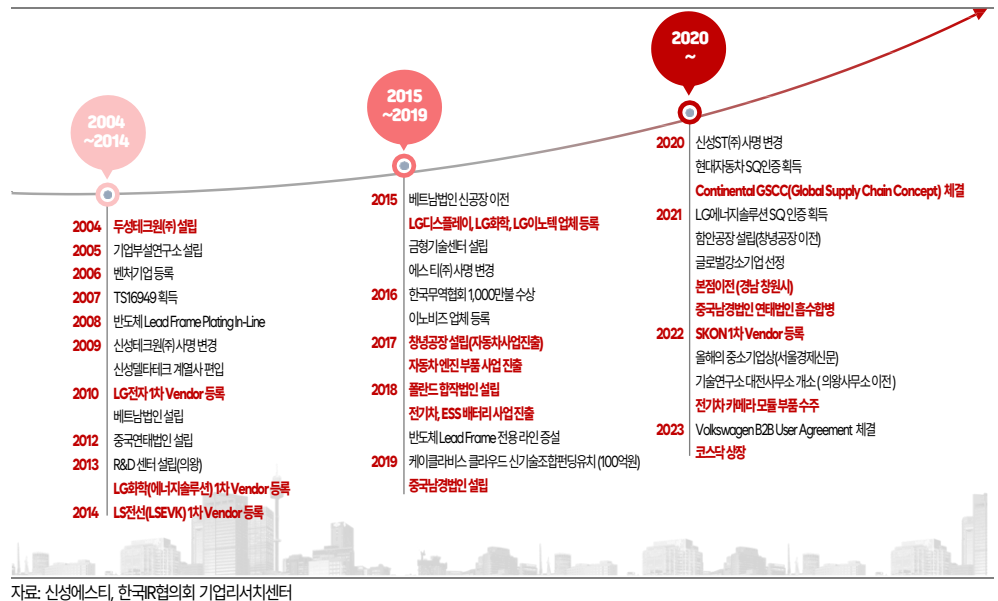 2004
~2014
2004 두성테크원㈜ 설립
2005 기업부설연구소 설립
2006 벤처기업 등록
2007 TS16949 획득
2008 반도체 Lead Frame Plating In-Line
2009 신성테크원㈜ 사명 변경
신성델타테크 계열사 편입
2010 LG전자 1차 Vendor 등록
베트남법인 설립
2012 중국연태법인 설립
2013 R&D 센터 설립(의왕)
LG화학(에너지솔루션) 1차 Vendor 등록
2014 LS전선(LSEVK) 1차 Vendor 등록
2015
~2019
2015 베트남법인 신공장 이전
LG디스플레이, LG화학, LG이노텍 업체 등록
금형기술센터 설립
에스티㈜ 사명 변경
2016 한국무역협회 1,000만불 수상
이노비즈 업체 등록
2017 창녕공장 설립(자동차사업진출)
자동차 엔진 부품 사업 진출
2018 폴란드 합작법인 설립
전기차, ESS 배터리 사업 진출
반도체 Lead Frame 전용 라인 증설
2019 케이클라비스 클라우드 신기술조합펀딩유치 (100억원)
중국남경법인 설립
2020
~
2020 신성ST㈜ 사명 변경
현대자동차 SQ인증 획득
Continental GSCC(Global Supply Chain Concept) 체결
2021 LG에너지솔루션 SQ 인증 획득
함안공장 설립(창녕공장 이전)
글로벌강소기업 선정
본점이전 (경남 창원시)
중국남경법인 연태법인 흡수합병
2022 SKON 1차 Vendor 등록
올해의 중소기업상(서울경제신문)
기술연구소 대전사무소 개소 ( 의왕사무소 이전 )
전기차 카메라 모듈 부품 수주
2023 Volkswagen B2B User Agreement 체결
코스닥 상장
자료: 신성에스티, 한국IR협의회 기업리서치센터